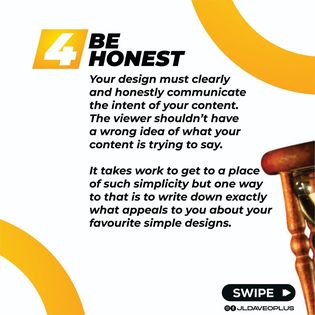 4
BE
HONEST
Your design must clearly
and honestly communicate
the intent of your content.
The viewer shouldn't have
a wrong idea of what your
content is trying to say.
It takes work to get to a place
of such simplicity but one way
to that is to write down exactly
what appeals to you about your
favourite simple designs.
SWIPE
JLDAVEOPLUS